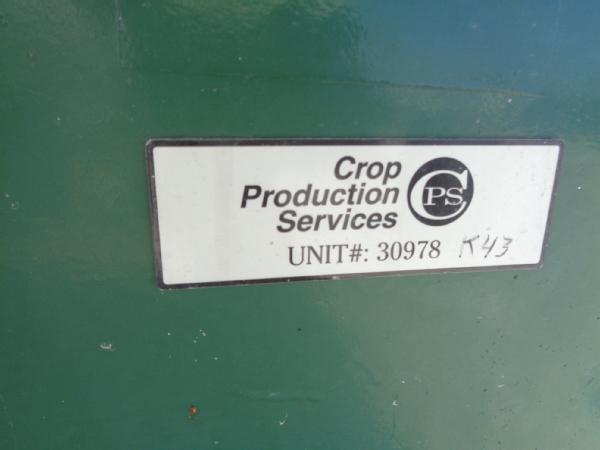 Crop
Production
Services
CPS
UNIT#: 30978 K43